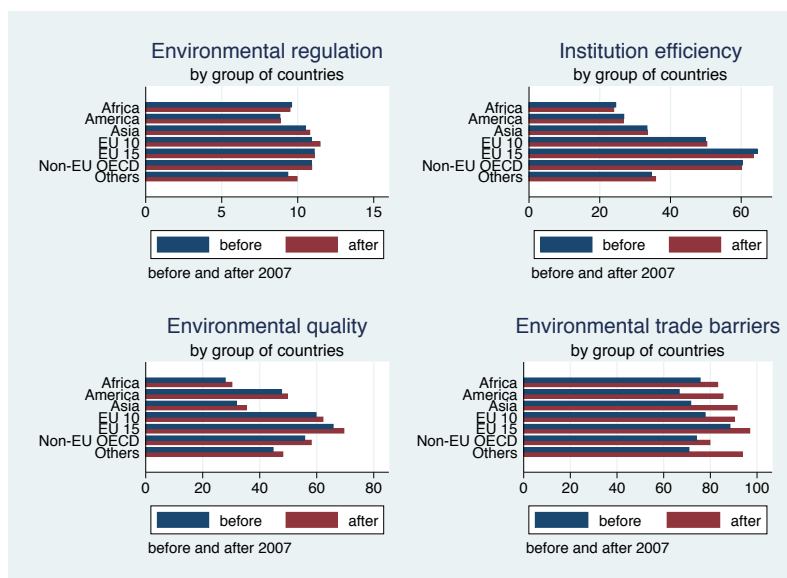 Environmental regulation
by group of countries
Africa
America
Asia
EU 10
EU 15
Non-EU OECD
Others
0 5 10 15
before after
before and after 2007
Institution efficiency
by group of countries
Africa
America
Asia
EU 10
EU 15
Non-EU OECD
Others
0 20 40 60
before after
before and after 2007
Environmental quality
by group of countries
Africa
America
Asia
EU 10
EU 15
Non-EU OECD
Others
0 20 40 60 80
before after
before and after 2007
Environmental trade barriers
by group of countries
Africa
America
Asia
EU 10
EU 15
Non-EU OECD
Others
0 20 40 60 80 100
before after
before and after 2007